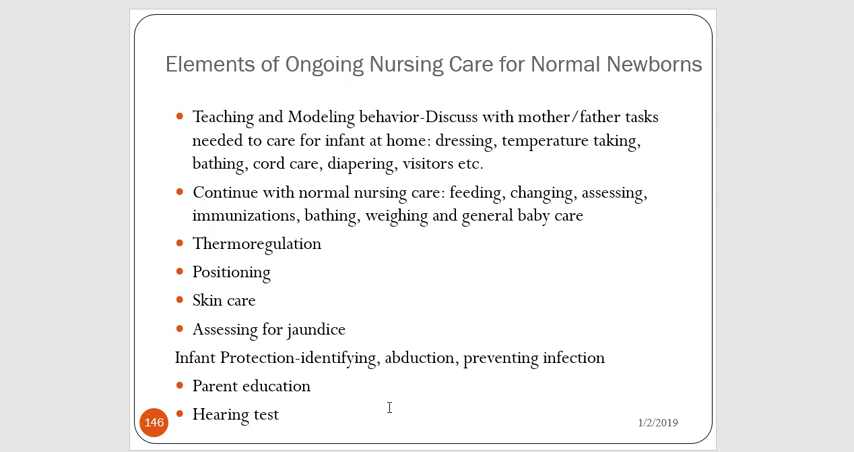 Elements of Ongoing Nursing Care for Normal Newborns
• Teaching and Modeling behavior-Discuss with mother/father tasks
needed to care for infant at home: dressing, temperature taking,
bathing, cord care, diapering, visitors etc.
• Continue with normal nursing care: feeding, changing, assessing,
immunizations, bathing, weighing and general baby care
• Thermoregulation
• Positioning
• Skin care
• Assessing for jaundice
Infant Protection-identifying, abduction, preventing infection
• Parent education
• Hearing test
146
1/2/2019